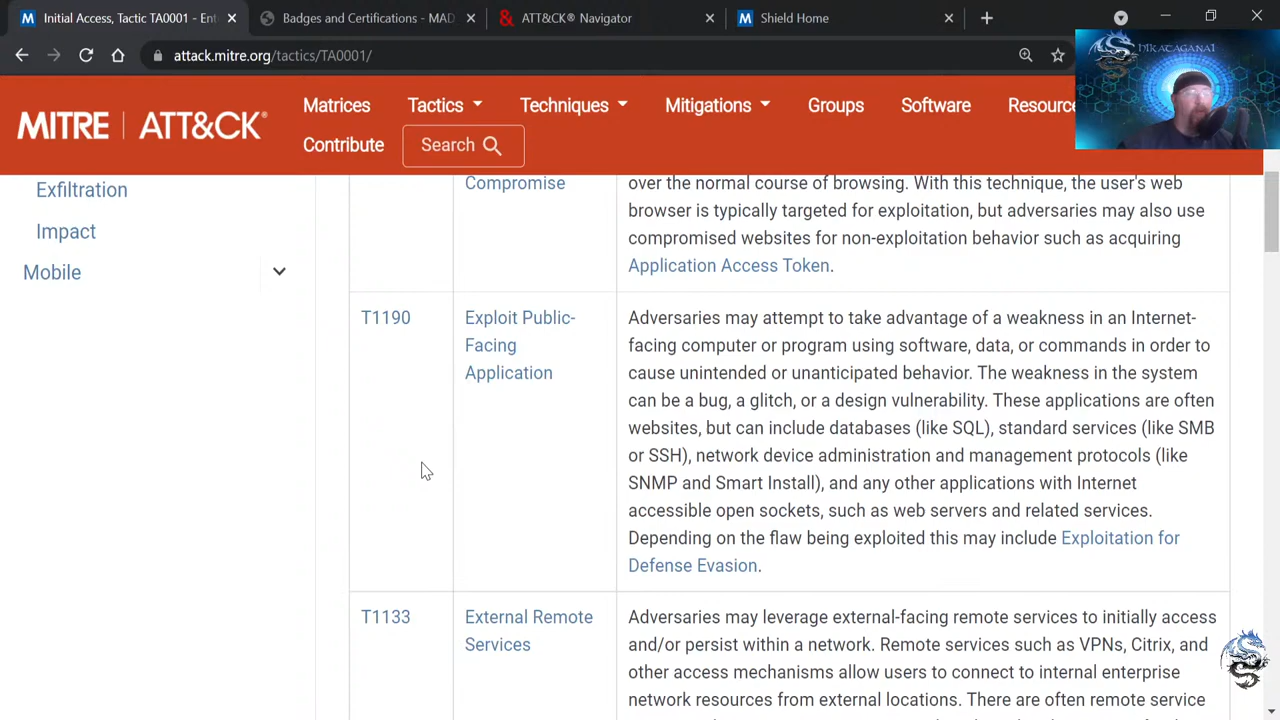 Initial Access, Tactic TA0001 - Ent
Badges and Certifications - MAD
ATT&CK® Navigator
Shield Home
attack.mitre.org/tactics/TA0001/
HIKATAGANAI
MITRE | ATT&CK®
Matrices
Tactics
Techniques
Mitigations
Groups
Software
Resource
Contribute
Search
Exfiltration
Impact
Mobile
Compromise
over the normal course of browsing. With this technique, the user's web
browser is typically targeted for exploitation, but adversaries may also use
compromised websites for non-exploitation behavior such as acquiring
Application Access Token.
T1190
Exploit Public-
Facing
Application
Adversaries may attempt to take advantage of a weakness in an Internet-
facing computer or program using software, data, or commands in order to
cause unintended or unanticipated behavior. The weakness in the system
can be a bug, a glitch, or a design vulnerability. These applications are often
websites, but can include databases (like SQL), standard services (like SMB
or SSH), network device administration and management protocols (like
SNMP and Smart Install), and any other applications with Internet
accessible open sockets, such as web servers and related services.
Depending on the flaw being exploited this may include Exploitation for
Defense Evasion.
T1133
External Remote
Services
Adversaries may leverage external-facing remote services to initially access
and/or persist within a network. Remote services such as VPNs, Citrix, and
other access mechanisms allow users to connect to internal enterprise
network resources from external locations. There are often remote service